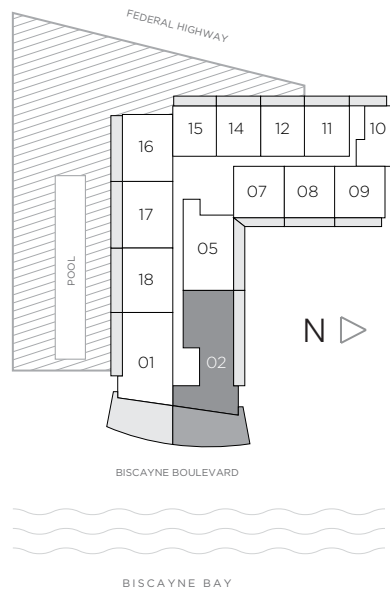 FEDERAL HIGHWAY
15
14
12
11
10
16
07
08
09
17
05
POOL
18
N
01
02
BISCAYNE BOULEVARD
BISCAYNE BAY